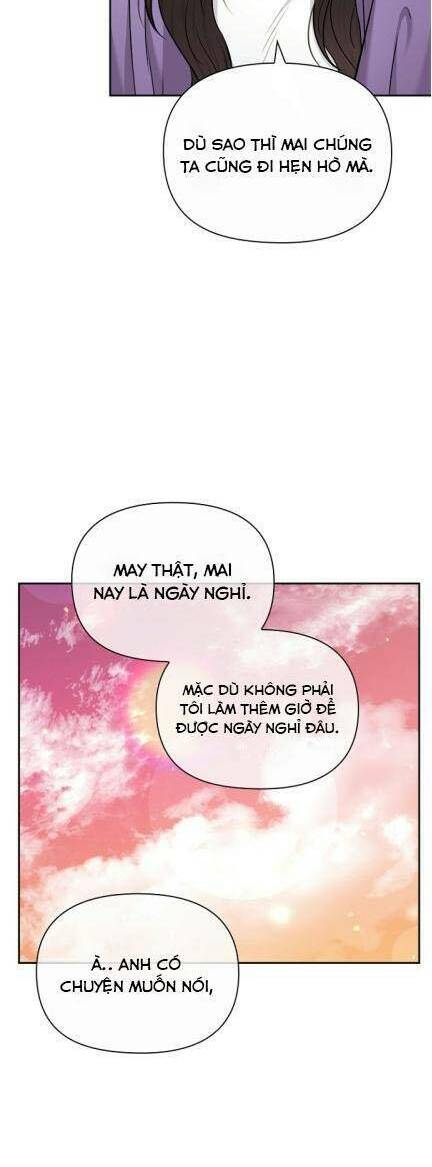 DÙ SAO THÌ MAI CHÚNG
TA CŨNG ĐI HẸN HÒ MÀ.
MAY THẬT, MAI
NAY LÀ NGÀY NGHỈ.
MẶC DÙ KHÔNG PHẢI
TÔI LÀM THÊM GIỜ ĐỂ
ĐƯỢC NGÀY NGHỈ ĐÂU.
À.. ANH CÓ
CHUYỆN MUỐN NÓI,